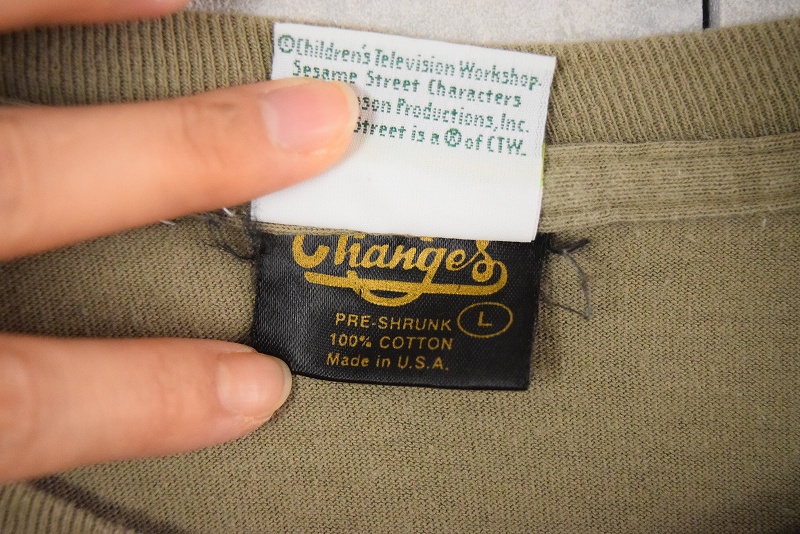 ©Children's Television Workshop.
Sesame Street Characters
son Productions, Inc.
Street is a ® of CTW.
Changes
PRE-SHRUNK L
100% COTTON
Made in U.S.A.